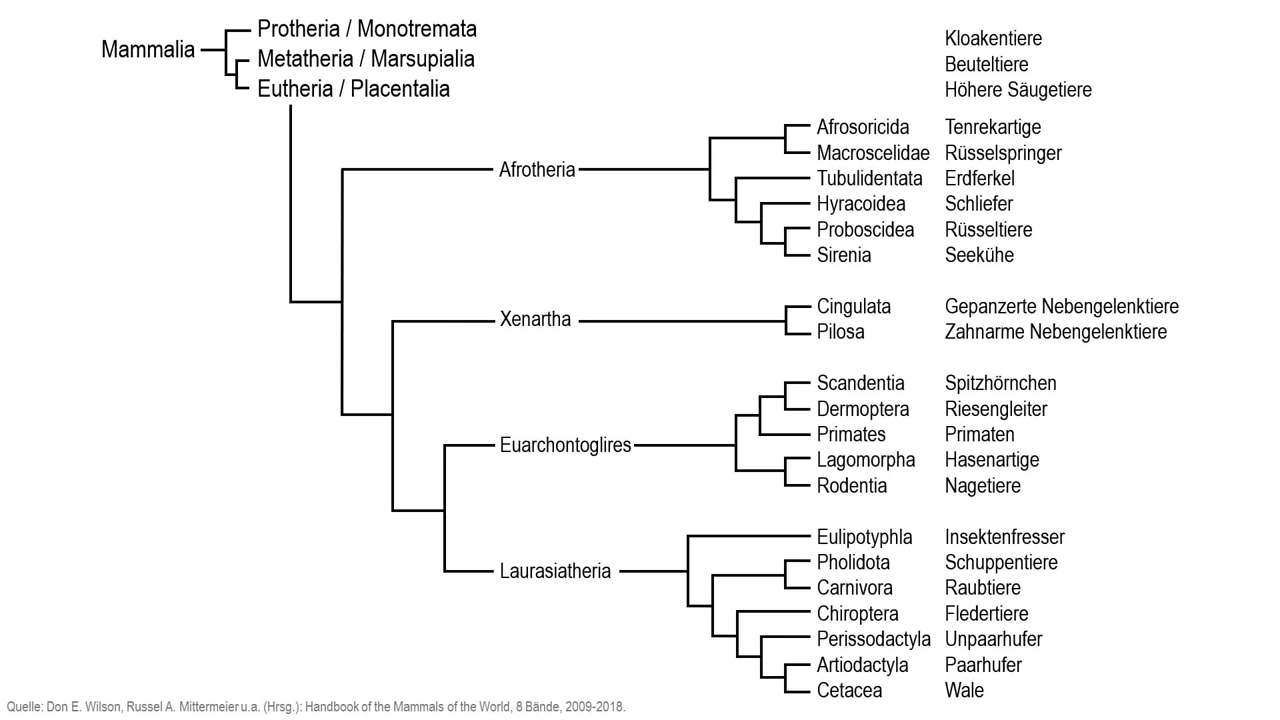 Mammalia
Protheria / Monotremata Kloakentiere
Metatheria / Marsupialia Beuteltiere
Eutheria / Placentalia Höhere Säugetiere
Afrotheria
Afrosoricida Tenrekartige
Macroscelidae Rüsselspringer
Tubulidentata Erdferkel
Hyracoidea Schliefer
Proboscidea Rüsseltiere
Sirenia Seekühe
Xenartha
Cingulata Gepanzerte Nebengelenktiere
Pilosa Zahnarme Nebengelenktiere
Euarchontoglires
Scandentia Spitzhörnchen
Dermoptera Riesengleiter
Primates Primaten
Lagomorpha Hasenartige
Rodentia Nagetiere
Laurasiatheria
Eulipotyphla Insektenfresser
Pholidota Schuppentiere
Carnivora Raubtiere
Chiroptera Fledertiere
Perissodactyla Unpaarhufer
Artiodactyla Paarhufer
Cetacea Wale
Quelle: Don E. Wilson, Russel A. Mittermeier u.a. (Hrsg.): Handbook of the Mammals of the World, 8 Bände, 2009-2018.